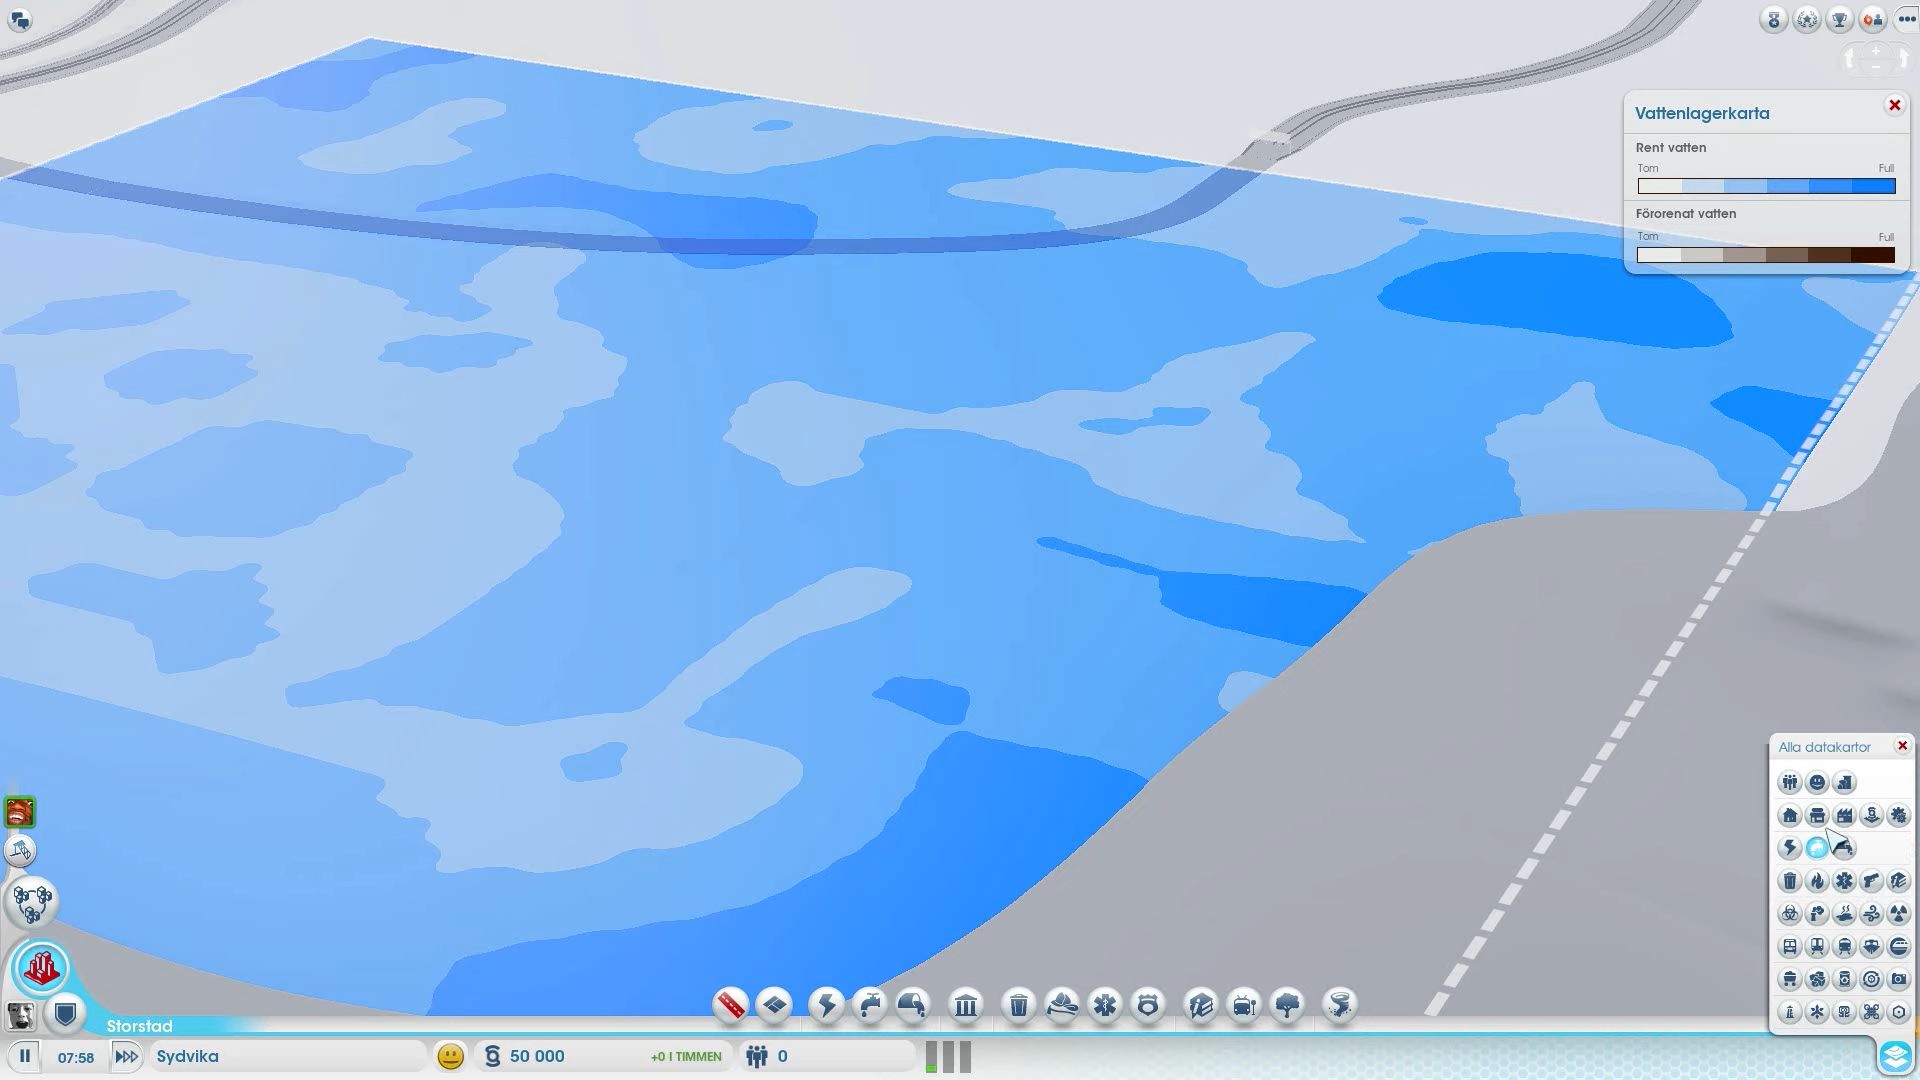 Vattenlagerkarta
Rent vatten
Tom Full
Förorenat vatten
Tom Full
Alla datakartor
Storstad
07:58 Sydvika 50 000 +0 I TIMMEN 0